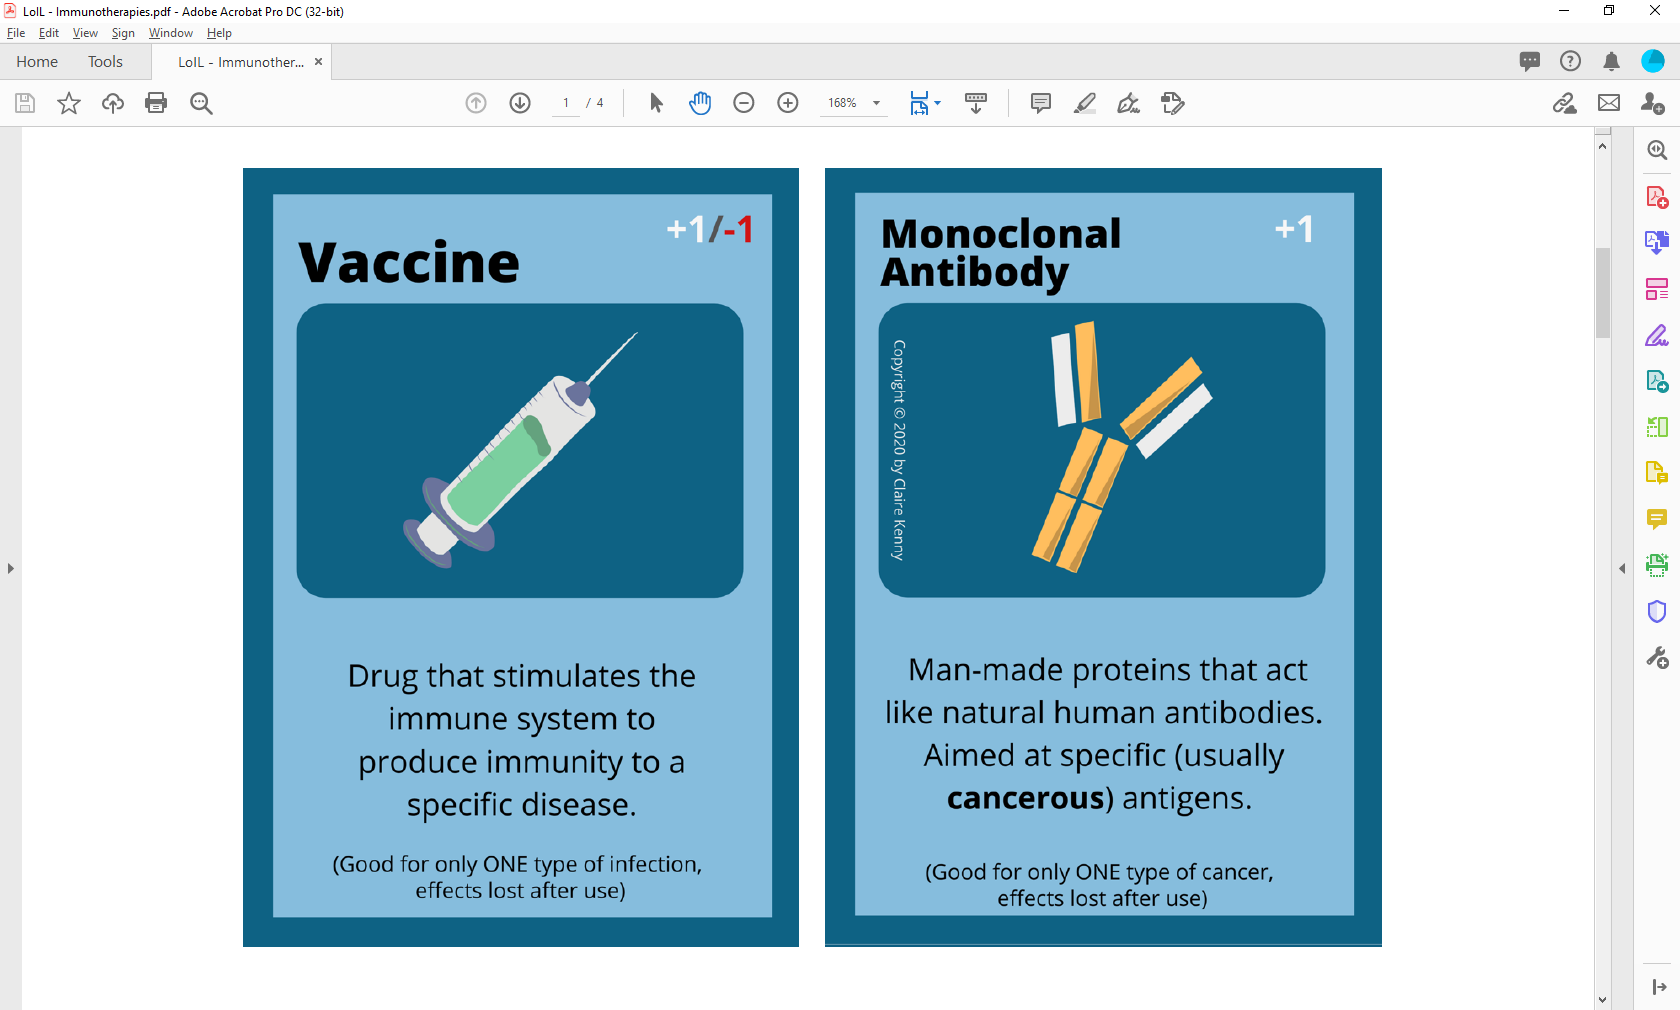 LoIL - Immunotherapies.pdf - Adobe Acrobat Pro DC (32-bit)
File Edit View Sign Window Help
Home Tools LoIL - Immunother... ×
1 / 4 168%
+1/-1
Vaccine
Drug that stimulates the
immune system to
produce immunity to a
specific disease.
(Good for only ONE type of infection,
effects lost after use)
+1
Monoclonal
Antibody
Copyright © 2020 by Claire Kenny
Man-made proteins that act
like natural human antibodies.
Aimed at specific (usually
cancerous) antigens.
(Good for only ONE type of cancer,
effects lost after use)